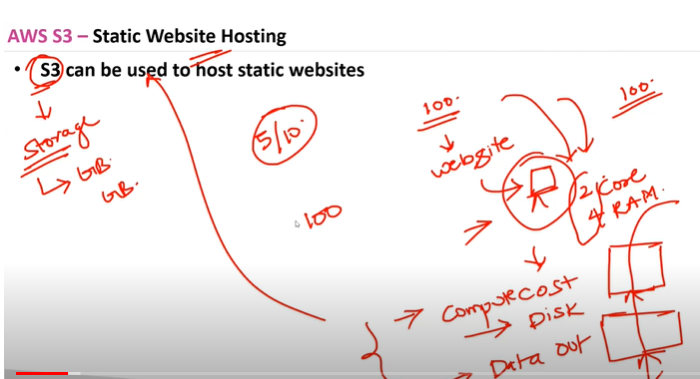 AWS S3 – Static Website Hosting
• S3 can be used to host static websites
Storage
GB.
GB.
5/10
100
100.
website
100.
2 Core
4 RAM.
Compute cost
Disk
Data out